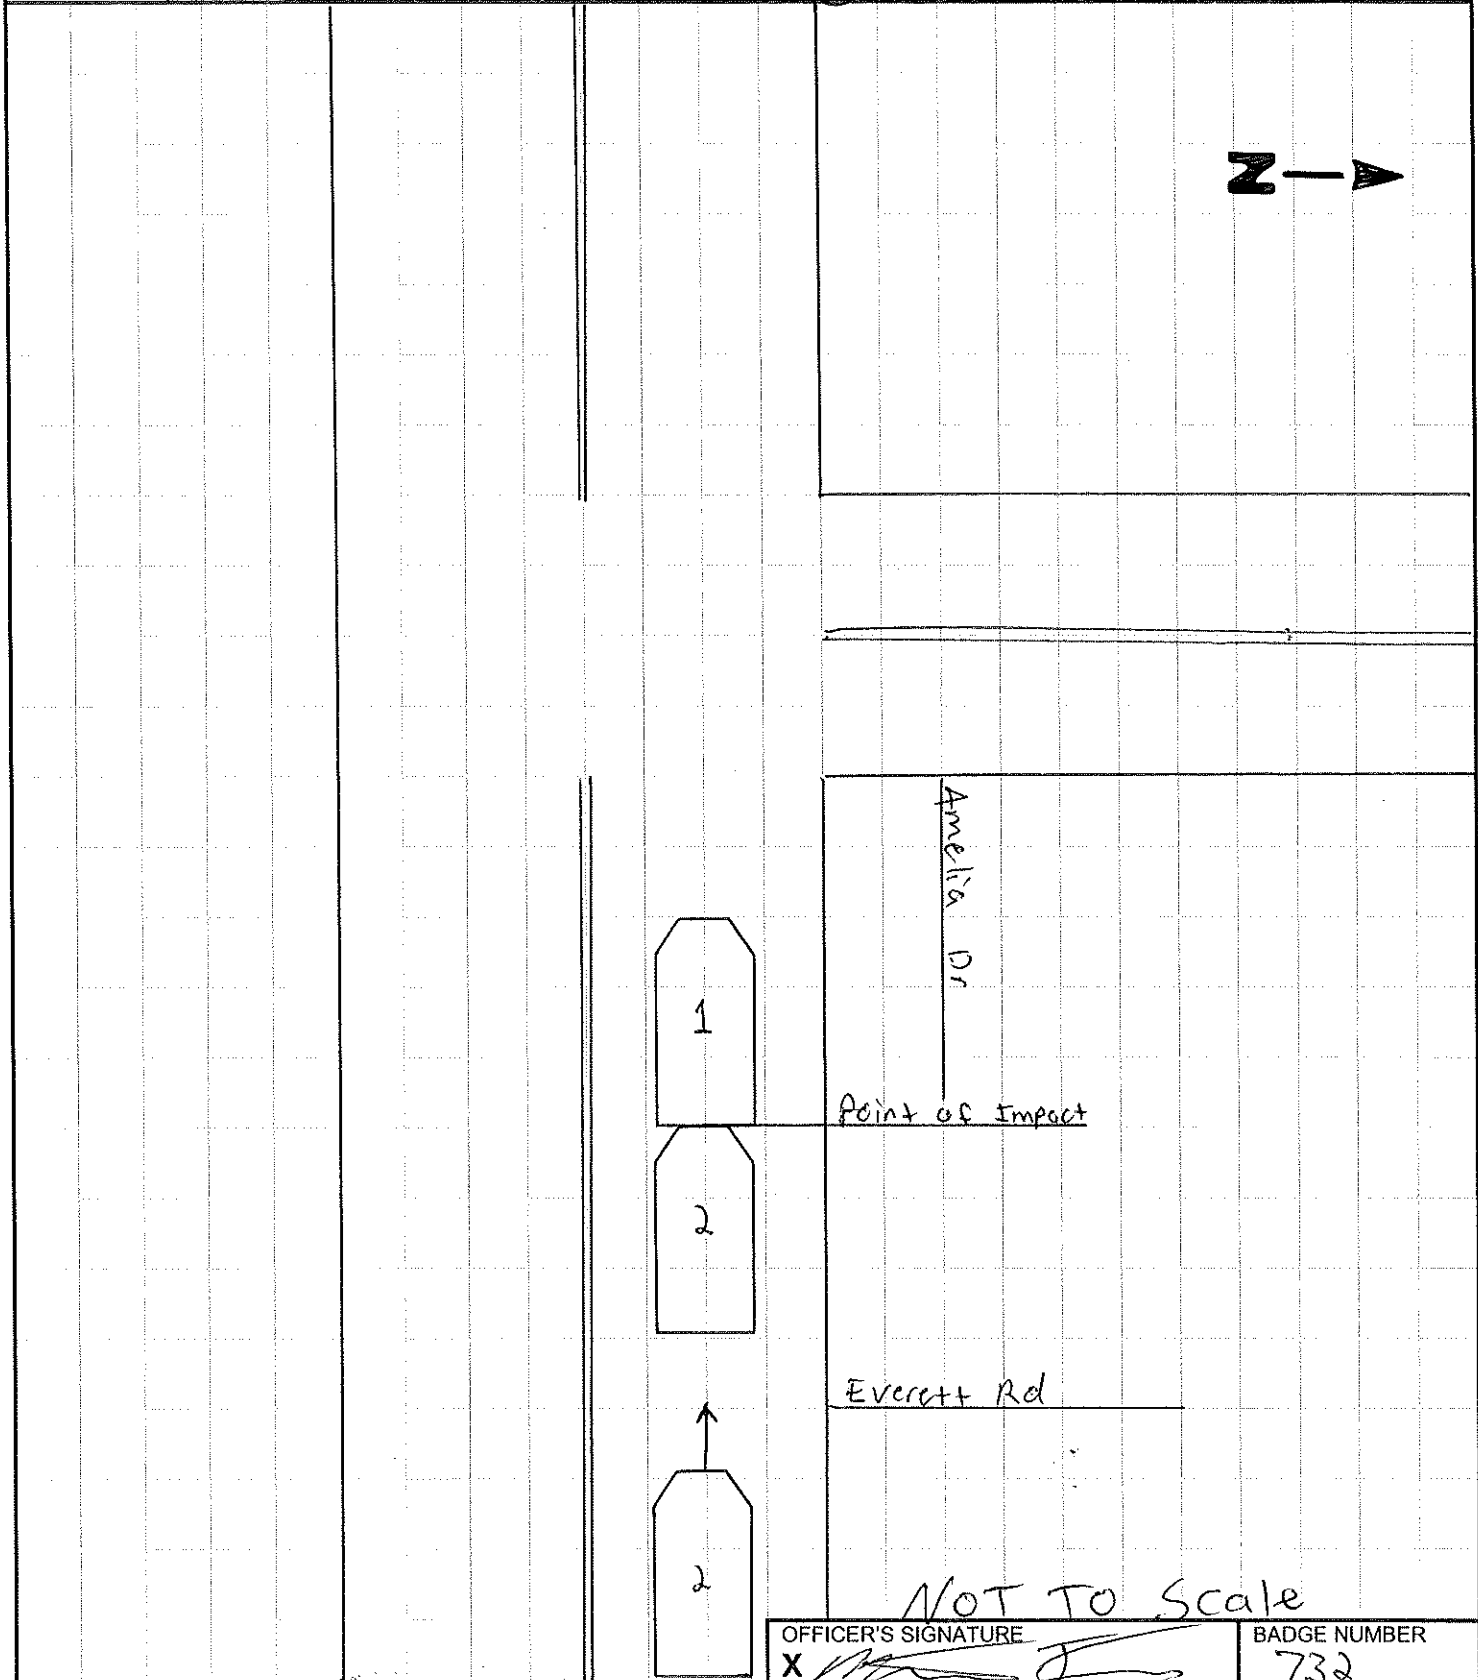 N
Amelia Dr
1
Point of Impact
2
Everett Rd
2
NOT TO Scale
OFFICER'S SIGNATURE
X
BADGE NUMBER
732